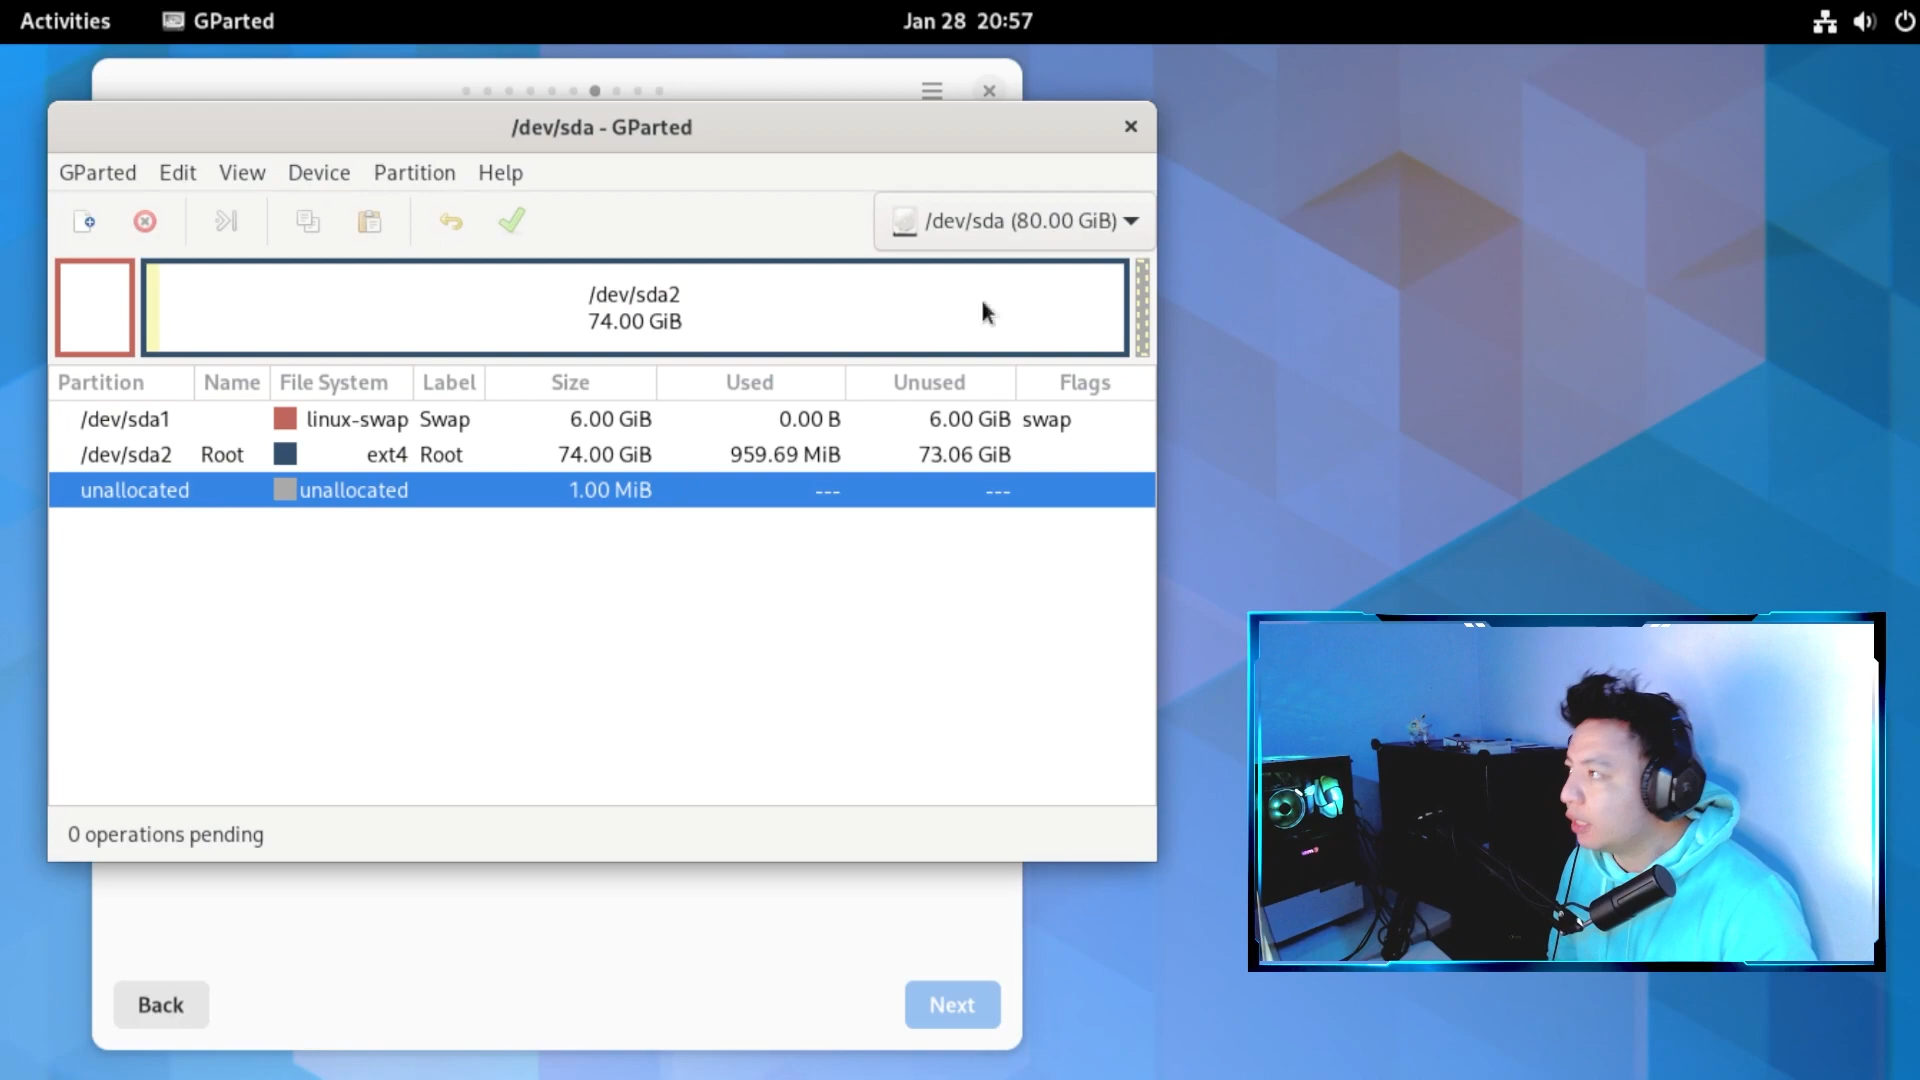 Activities GParted Jan 28 20:57
/dev/sda - GParted
GParted Edit View Device Partition Help
/dev/sda (80.00 GiB)
/dev/sda2
74.00 GiB
Partition Name File System Label Size Used Unused Flags
/dev/sda1 linux-swap Swap 6.00 GiB 0.00 B 6.00 GiB swap
/dev/sda2 Root ext4 Root 74.00 GiB 959.69 MiB 73.06 GiB
unallocated unallocated 1.00 MiB --- ---
0 operations pending
Back Next